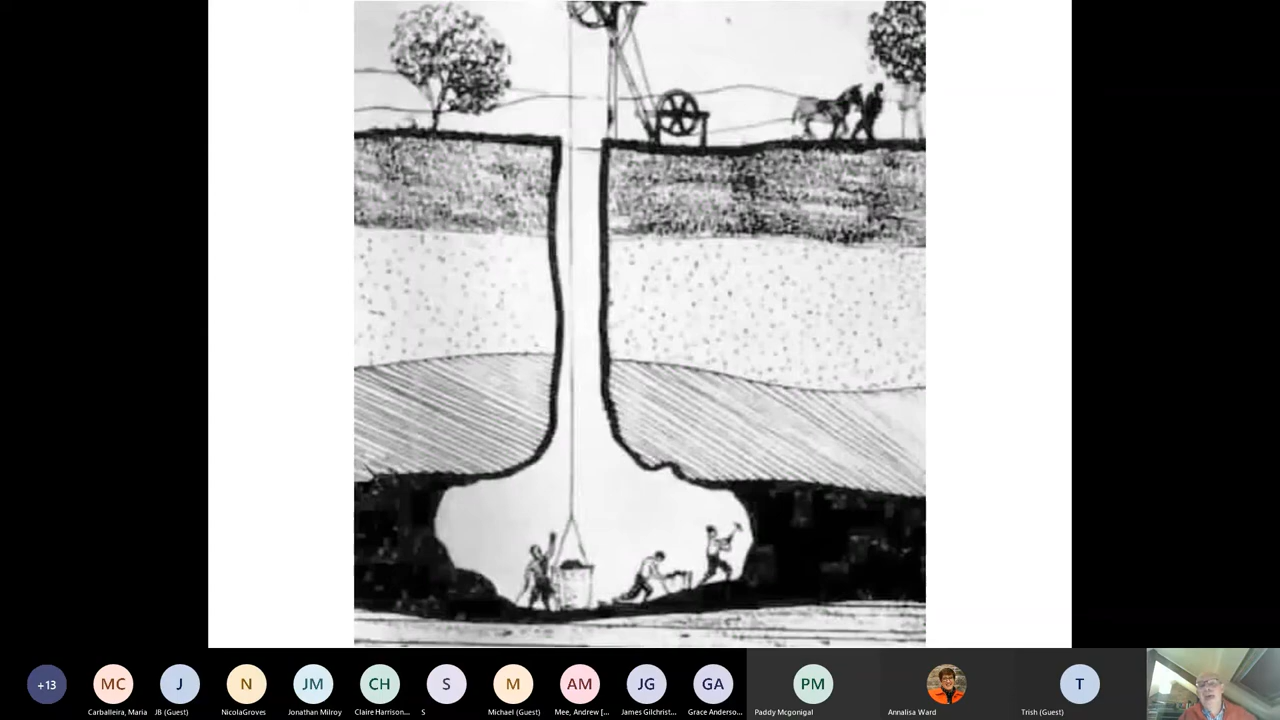 +13
MC
J
N
JM
CH
S
M
AM
JG
GA
PM
T
Carballeira, Maria
JB (Guest)
NicolaGroves
Jonathan Milroy
Claire Harrison...
S
Michael (Guest)
Mee, Andrew [...
James Gilchrist...
Grace Anderso...
Paddy Mcgonigal
Annalisa Ward
Trish (Guest)